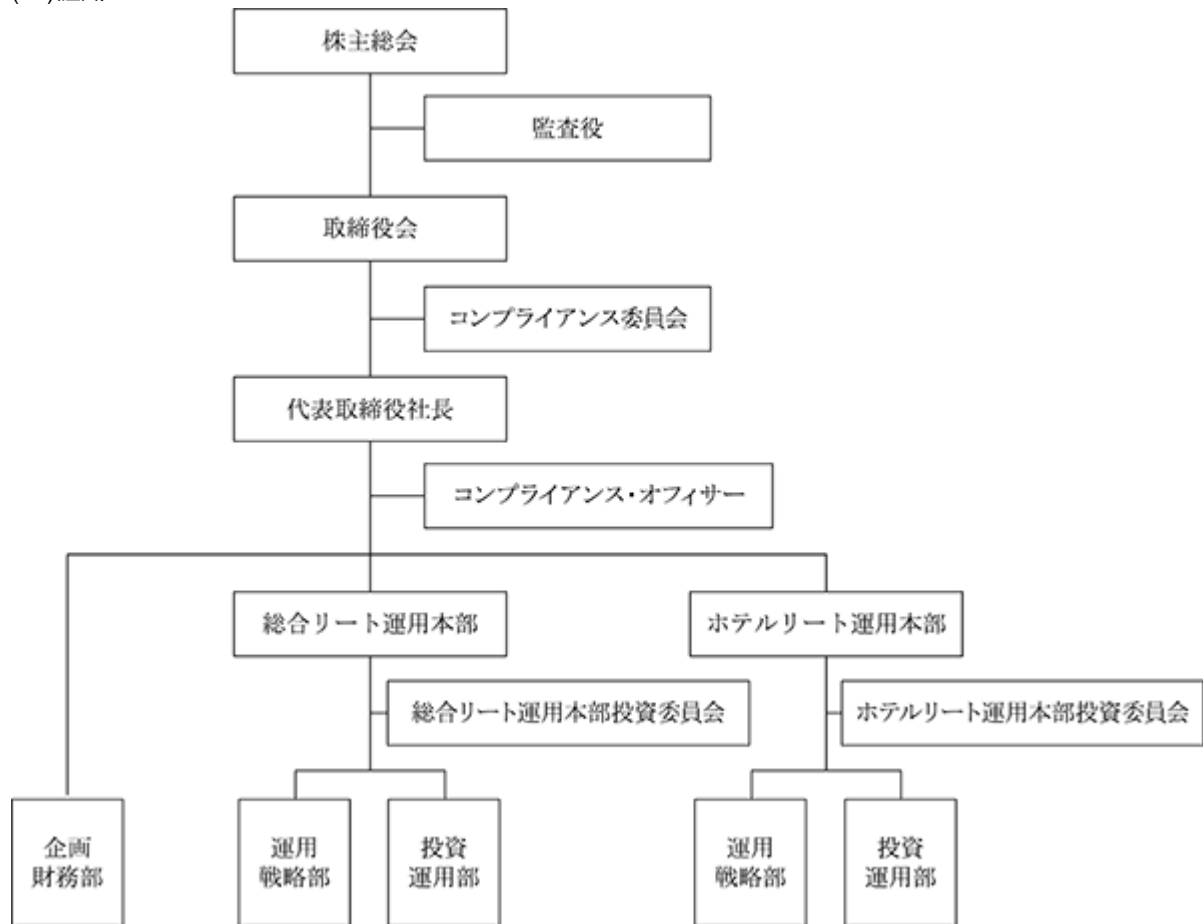 株主総会
監査役
取締役会
コンプライアンス委員会
代表取締役社長
コンプライアンス・オフィサー
総合リート運用本部
ホテルリート運用本部
総合リート運用本部投資委員会
ホテルリート運用本部投資委員会
企画
財務部
運用
戦略部
投資
運用部
運用
戦略部
投資
運用部